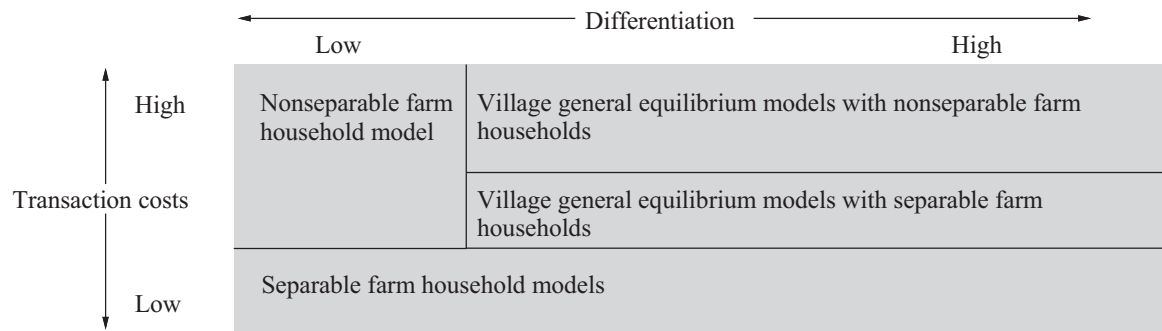 Differentiation
Low
High
High
Nonseparable farm
household model
Village general equilibrium models with nonseparable farm
households
Transaction costs
Village general equilibrium models with separable farm
households
Separable farm household models
Low